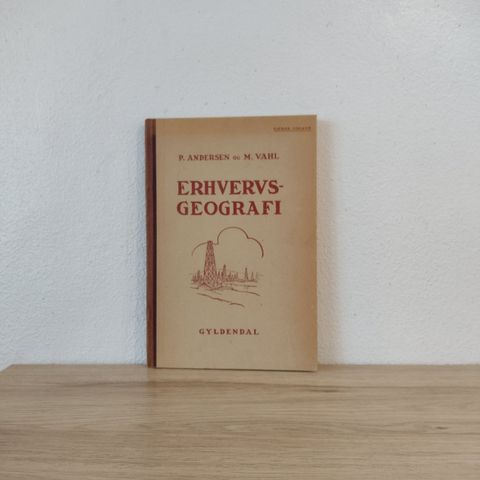 P. ANDERSEN OG M. VAHL
ERHVERVS-
GEOGRAFI
GYLDENDAL